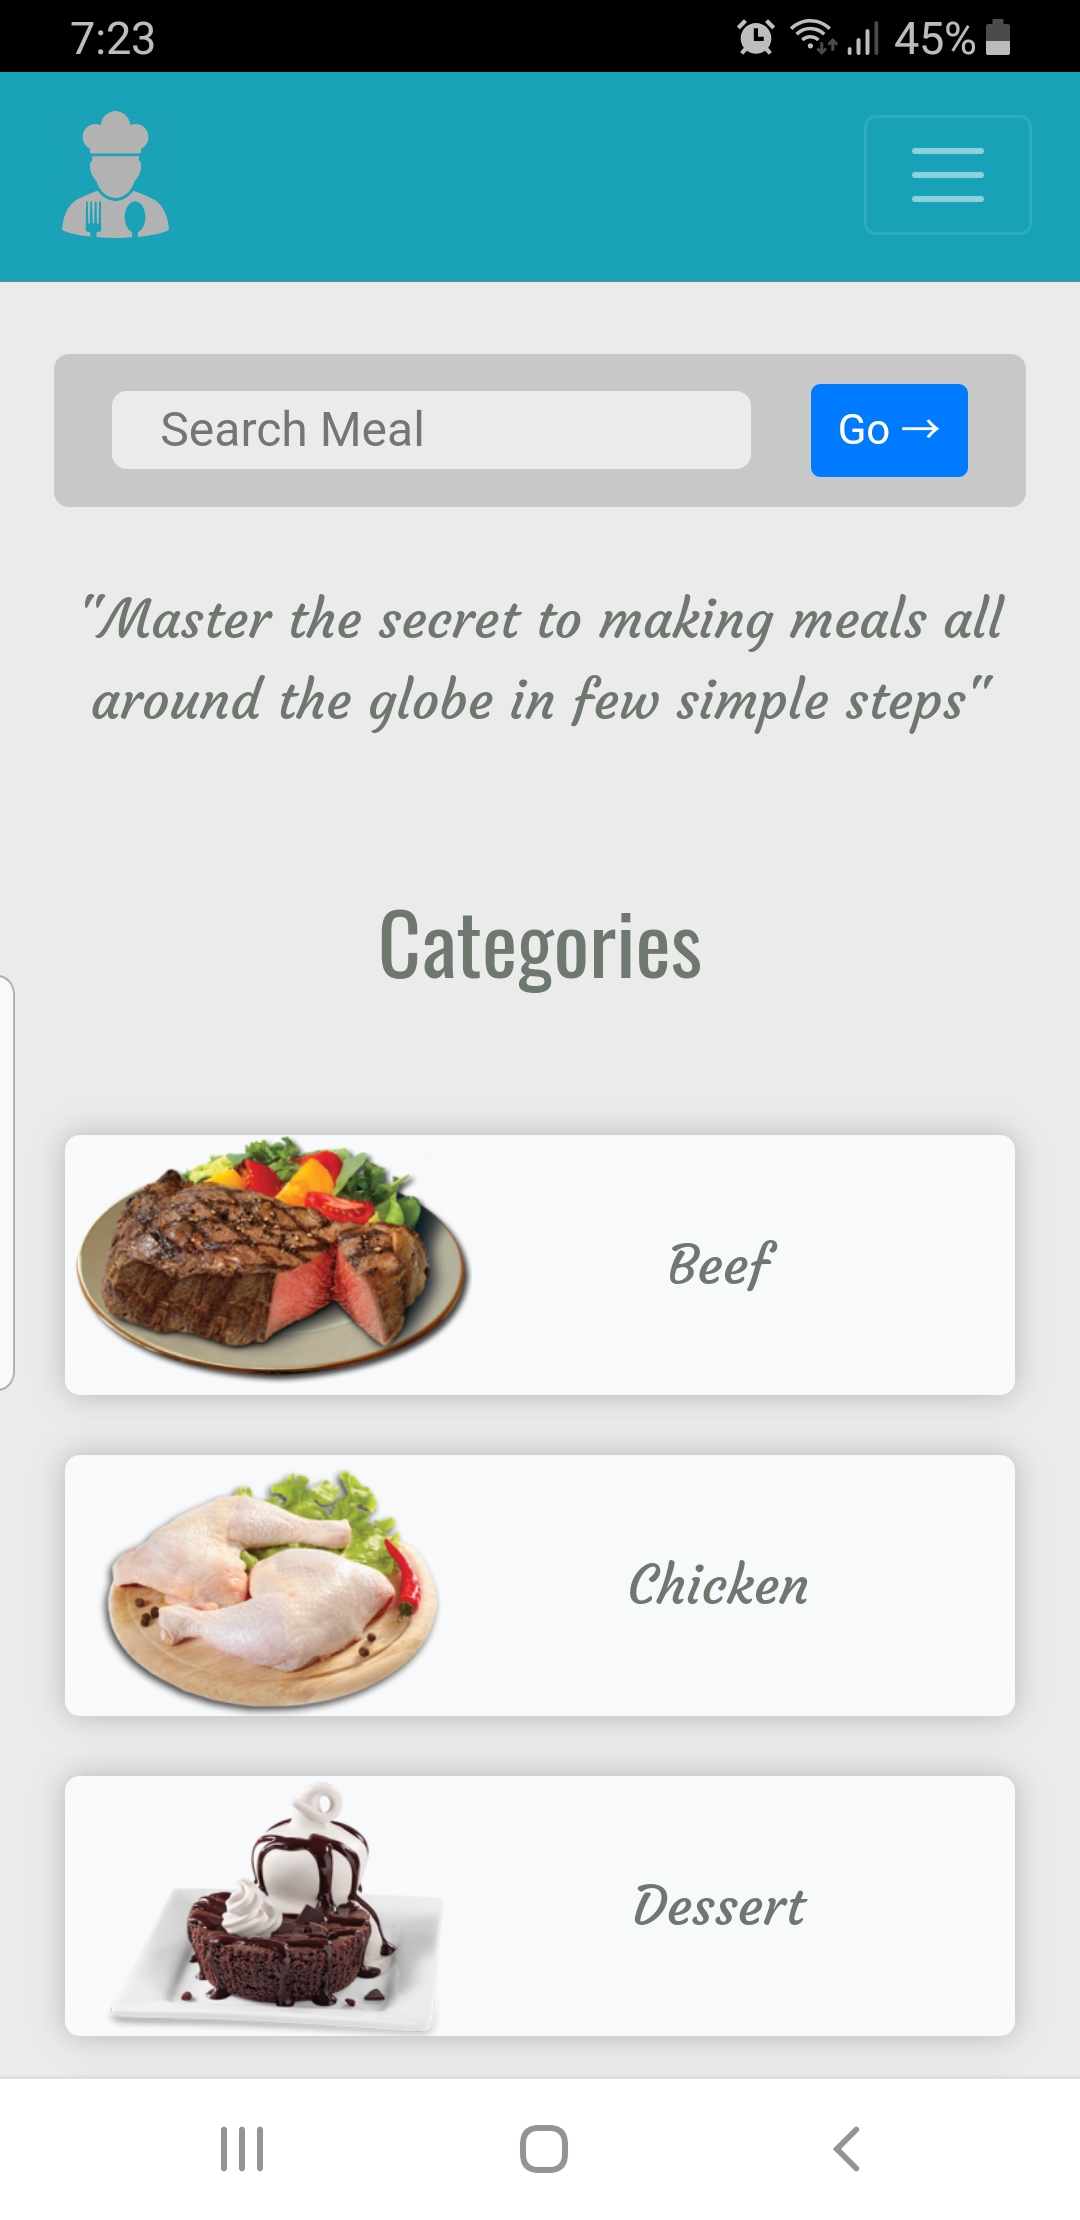 7:23 45%
Search Meal Go →
"Master the secret to making meals all
around the globe in few simple steps"
Categories
Beef
Chicken
Dessert